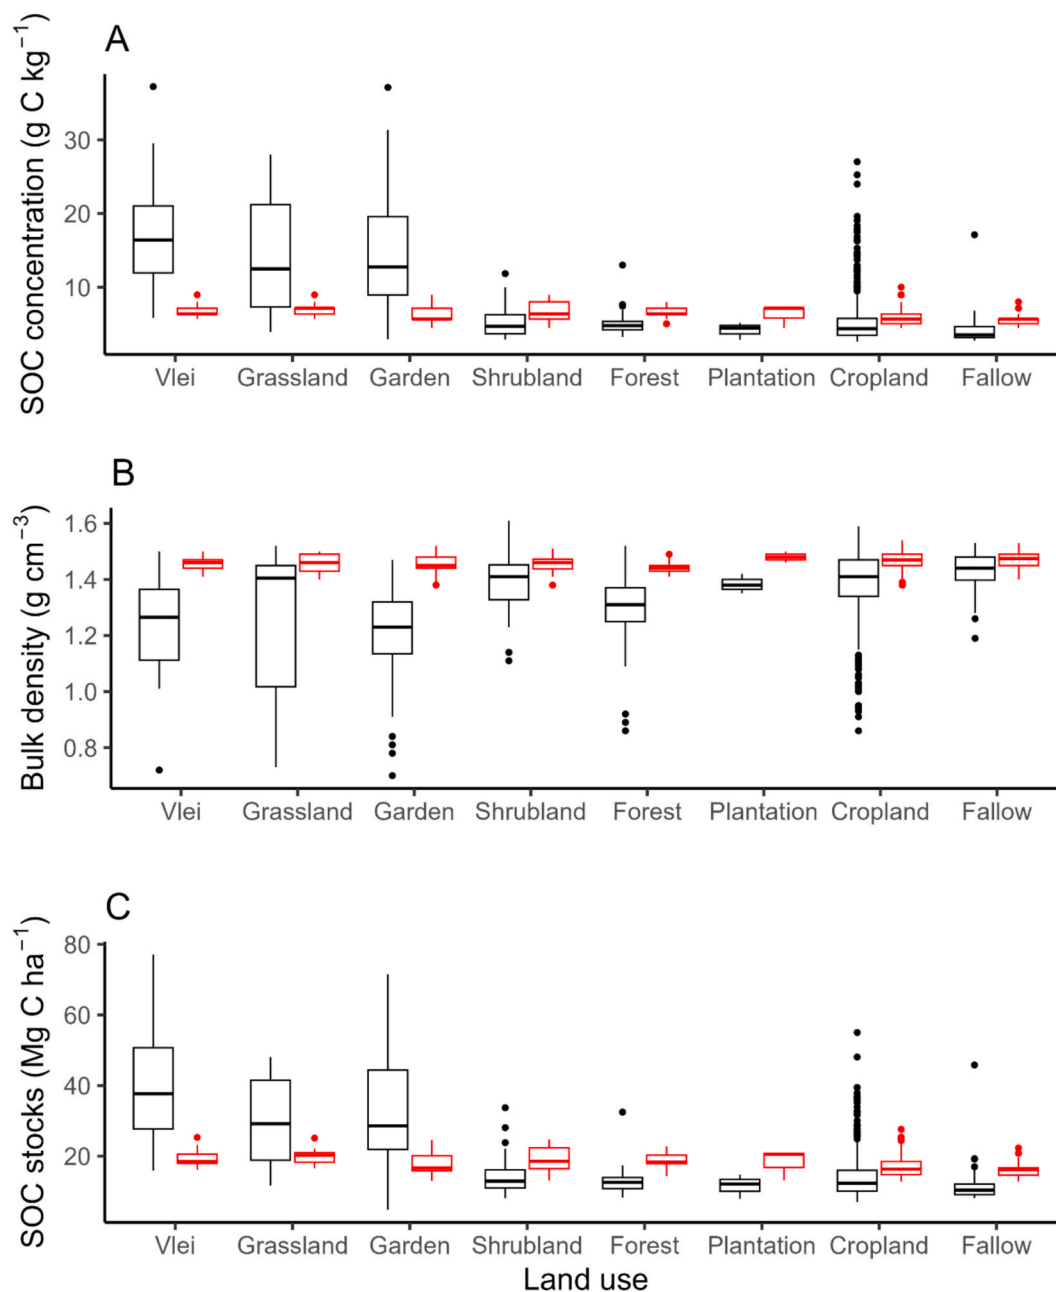 A
SOC concentration (g C kg⁻¹)
30
20
10
Vlei Grassland Garden Shrubland Forest Plantation Cropland Fallow
B
Bulk density (g cm⁻³)
1.6
1.4
1.2
1.0
0.8
Vlei Grassland Garden Shrubland Forest Plantation Cropland Fallow
C
SOC stocks (Mg C ha⁻¹)
80
60
40
20
Vlei Grassland Garden Shrubland Forest Plantation Cropland Fallow
Land use